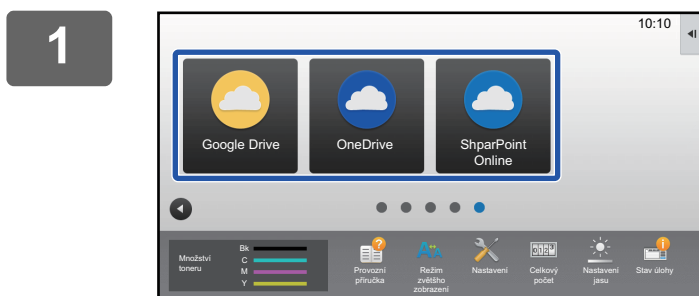 1
10:10
Google Drive
OneDrive
ShparPoint
Online
Množství
toneru
Bk
C
M
Y
Provozní
příručka
Režim
zvětšího
zobrazení
Nastavení
Celkový
počet
Nastavení
jasu
Stav úlohy